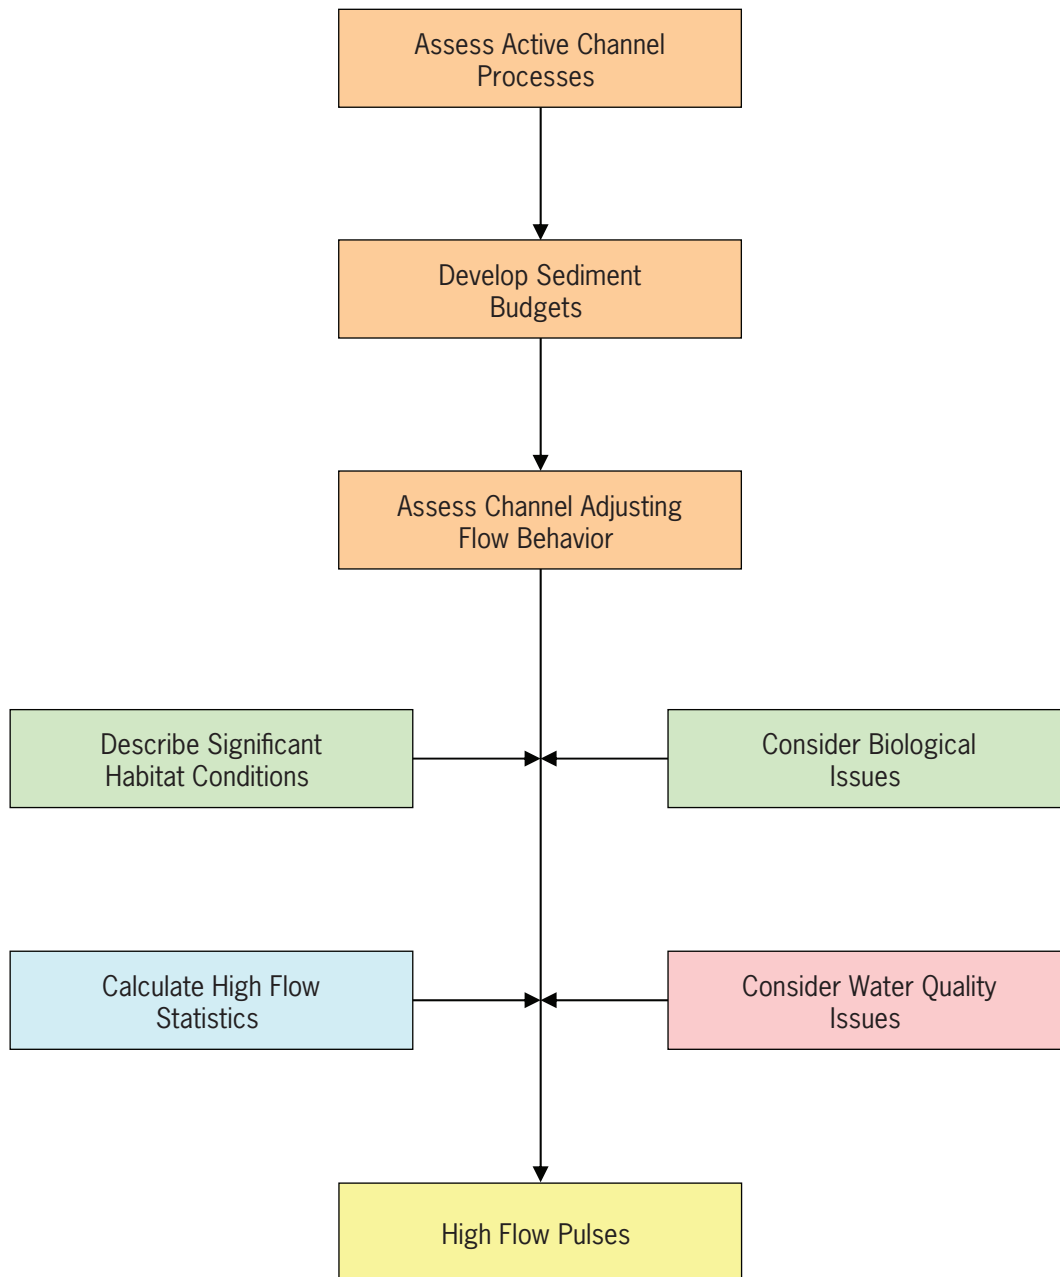 Assess Active Channel
Processes
Develop Sediment
Budgets
Assess Channel Adjusting
Flow Behavior
Describe Significant
Habitat Conditions
Consider Biological
Issues
Calculate High Flow
Statistics
Consider Water Quality
Issues
High Flow Pulses